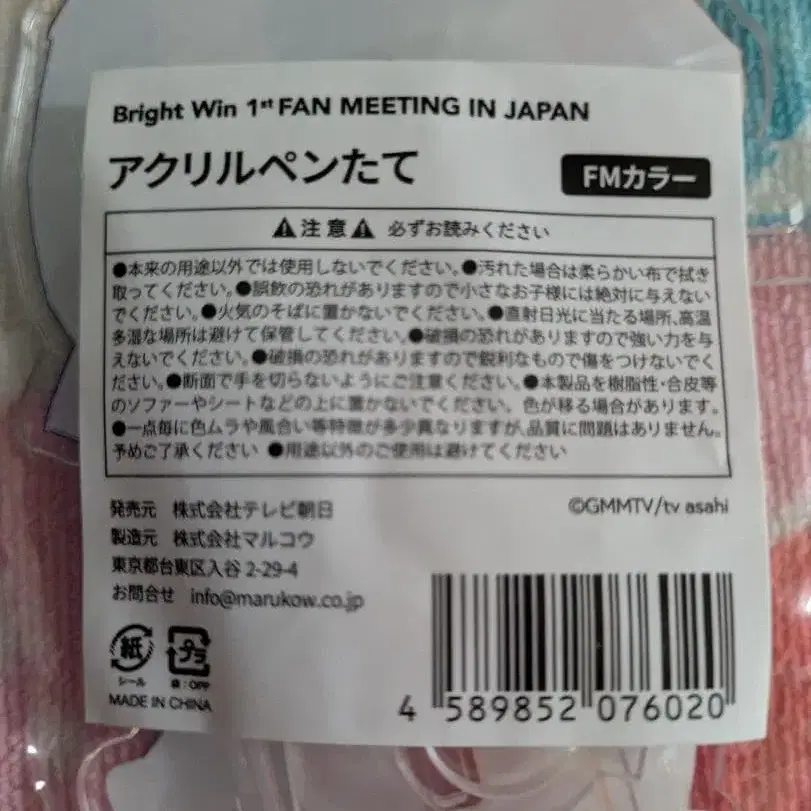 Bright Win 1st FAN MEETING IN JAPAN
アクリルペンたて
FMカラー
⚠注意⚠ 必ずお読みください
●本来の用途以外では使用しないでください。●汚れた場合は柔らかい布で拭き
取ってください。●誤飲の恐れがありますので小さなお子様には絶対に与えない
でください。●火気のそばに置かないでください。●直射日光に当たる場所、高温
多湿な場所は避けて保管してください。●破損の恐れがありますので強い力を与
えないでください。●破損の恐れがありますので鋭利なもので傷をつけないでく
ださい。●断面で手を切らないようにご注意ください。●本製品を樹脂性・合皮等
のソファーやシートなどの上に置かないでください。色が移る場合があります。
●一点毎に色ムラや風合い等特徴が多少異なりますが、品質に問題はありません。
予めご了承ください ●用途以外のご使用は避けてください
発売元 株式会社テレビ朝日
©GMMTV/tv asahi
製造元 株式会社マルコウ
東京都台東区入谷 2-29-4
お問合せ info@marukow.co.jp
紙
プラ
シール
袋:OPP
MADE IN CHINA
4 589852 076020